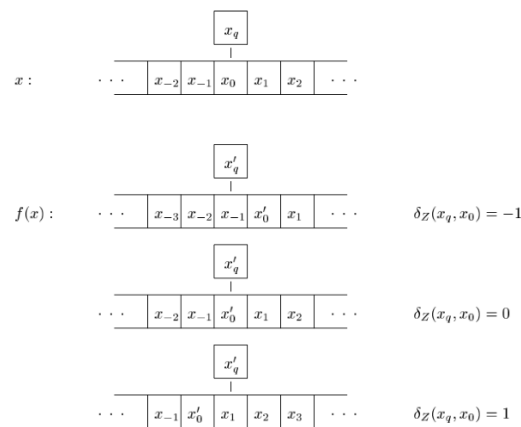 x_q
x : · · · x_{-2} x_{-1} x_0 x_1 x_2 · · ·
x'_q
f(x) : · · · x_{-3} x_{-2} x_{-1} x'_0 x_1 · · · δ_Z(x_q, x_0) = −1
x'_q
· · · x_{-2} x_{-1} x'_0 x_1 x_2 · · · δ_Z(x_q, x_0) = 0
x'_q
· · · x_{-1} x'_0 x_1 x_2 x_3 · · · δ_Z(x_q, x_0) = 1